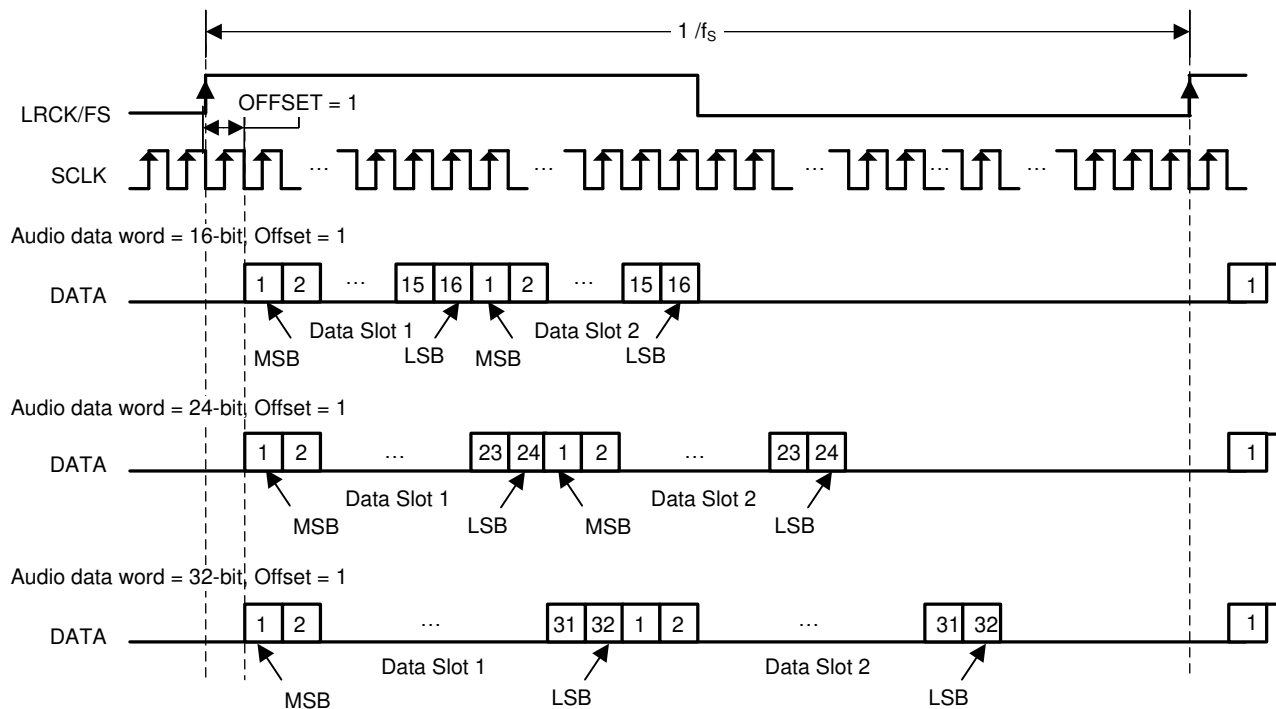 1 /fS
LRCK/FS
OFFSET = 1
SCLK
… … … … …
Audio data word = 16-bit, Offset = 1
DATA
1 2 … 15 16 1 2 … 15 16 1
Data Slot 1 Data Slot 2
MSB LSB MSB LSB
Audio data word = 24-bit, Offset = 1
DATA
1 2 … 23 24 1 2 … 23 24 1
Data Slot 1 Data Slot 2
MSB LSB MSB LSB
Audio data word = 32-bit, Offset = 1
DATA
1 2 … 31 32 1 2 … 31 32 1
Data Slot 1 Data Slot 2
MSB LSB LSB